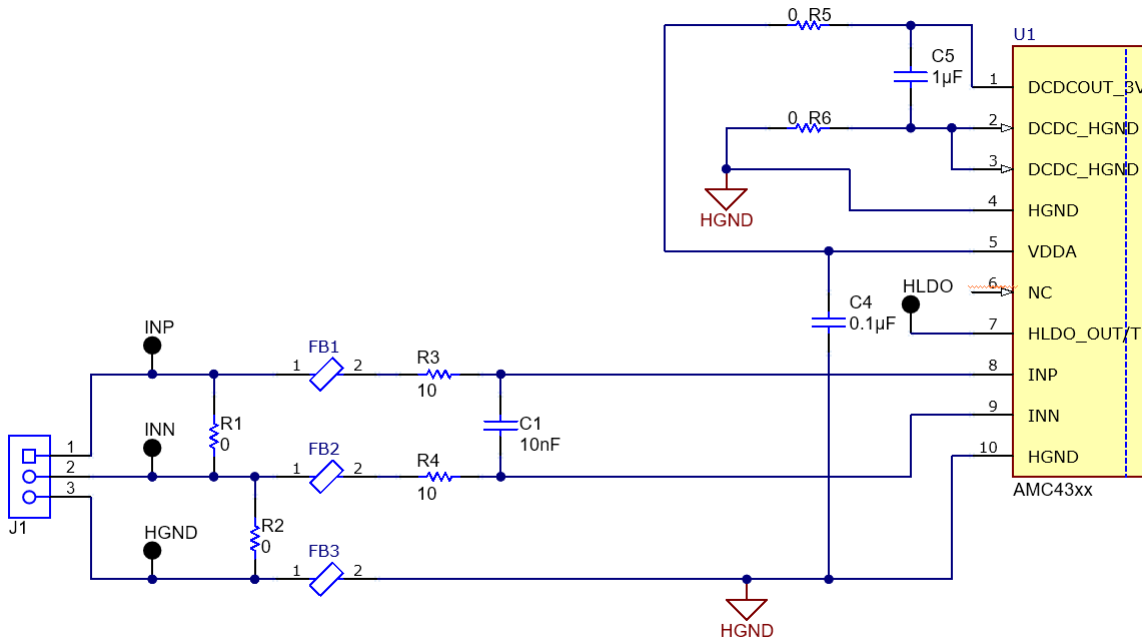 0 R5
U1
C5
1µF
1
DCDCOUT_3V
0 R6
2
DCDC_HGND
3
DCDC_HGND
HGND
4
HGND
5
VDDA
HLDO
6
NC
C4
0.1µF
7
HLDO_OUT/T
INP
FB1
R3
1
2
10
8
INP
R1
0
C1
10nF
9
INN
INN
FB2
R4
1
2
10
10
HGND
1
2
3
J1
AMC43xx
HGND
R2
0
FB3
1
2
HGND